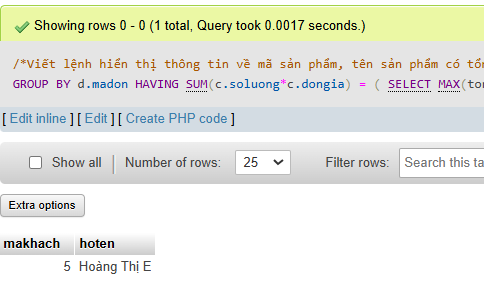 Showing rows 0 - 0 (1 total, Query took 0.0017 seconds.)
/*Viết lệnh hiển thị thông tin về mã sản phẩm, tên sản phẩm có
GROUP BY d.madon HAVING SUM(c.soluong*c.dongia) = ( SELECT MAX(
[ Edit inline ] [ Edit ] [ Create PHP code ]
Show all Number of rows: 25 Filter rows: Search this
Extra options
makhach hoten
5 Hoàng Thị E